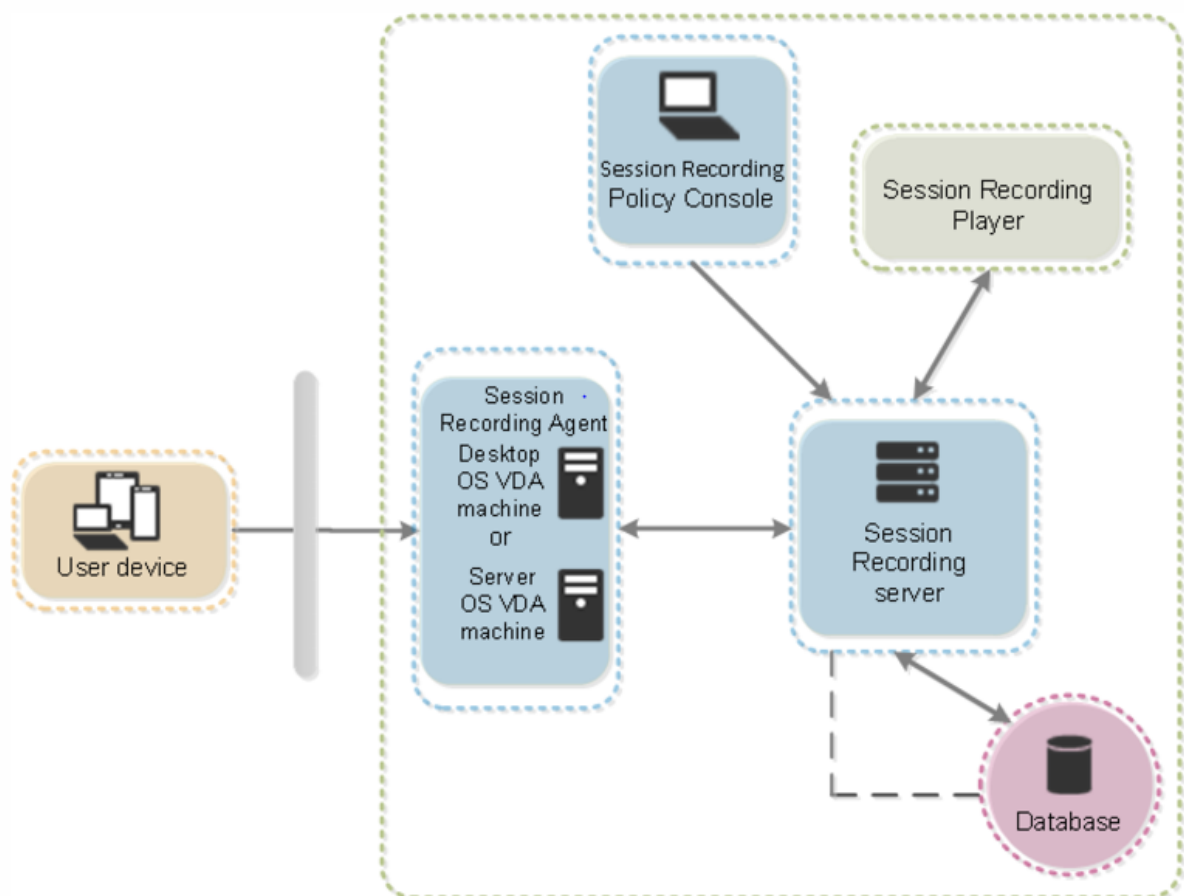 Session Recording
Policy Console
Session Recording
Player
Session
Recording Agent
Desktop
OS VDA
machine
or
Server
OS VDA
machine
User device
Session
Recording
server
Database